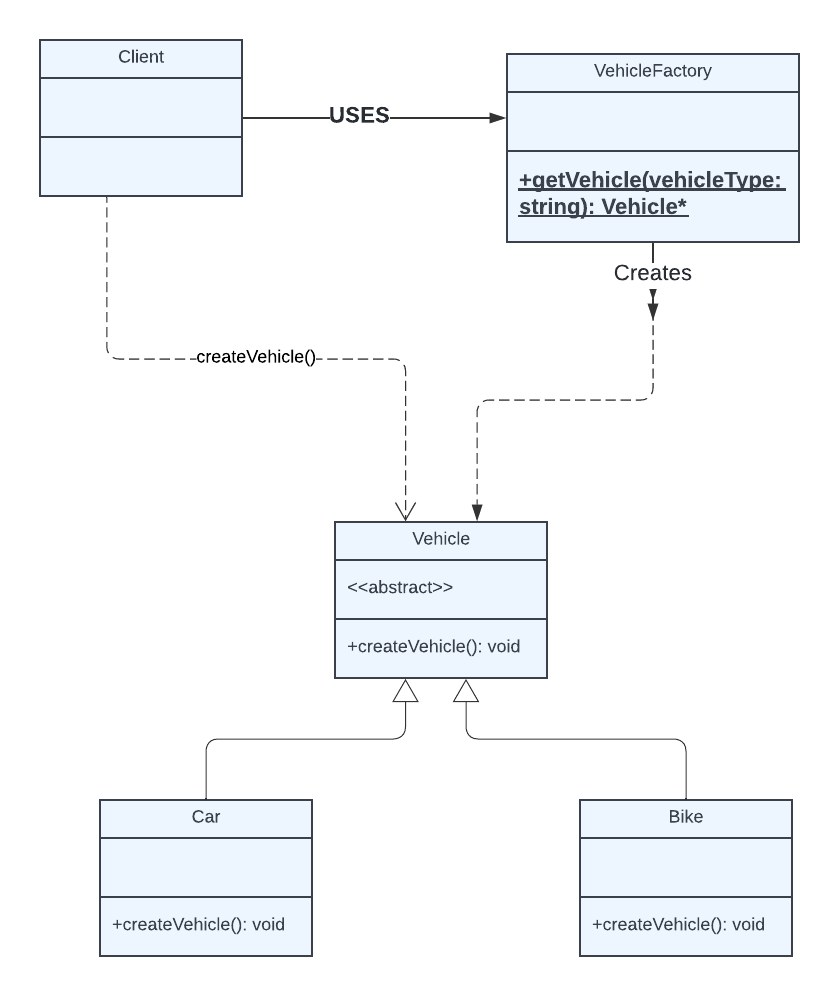 Client
VehicleFactory
USES
+getVehicle(vehicleType:
string): Vehicle*
Creates
createVehicle()
Vehicle
<<abstract>>
+createVehicle(): void
Car
Bike
+createVehicle(): void
+createVehicle(): void